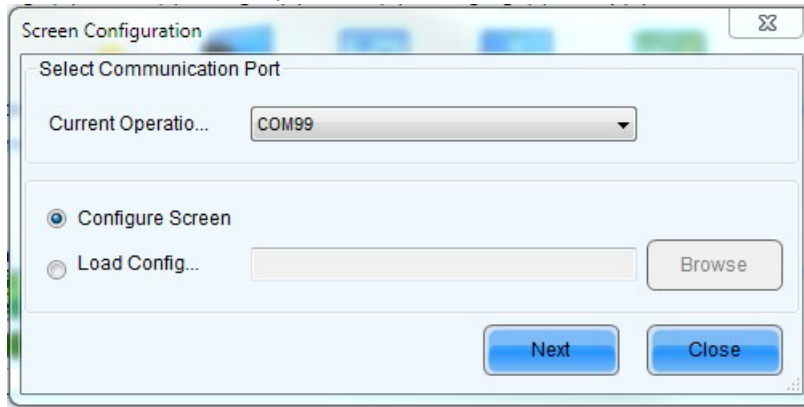 Screen Configuration
Select Communication Port
Current Operatio... COM99
Configure Screen
Load Config... Browse
Next Close